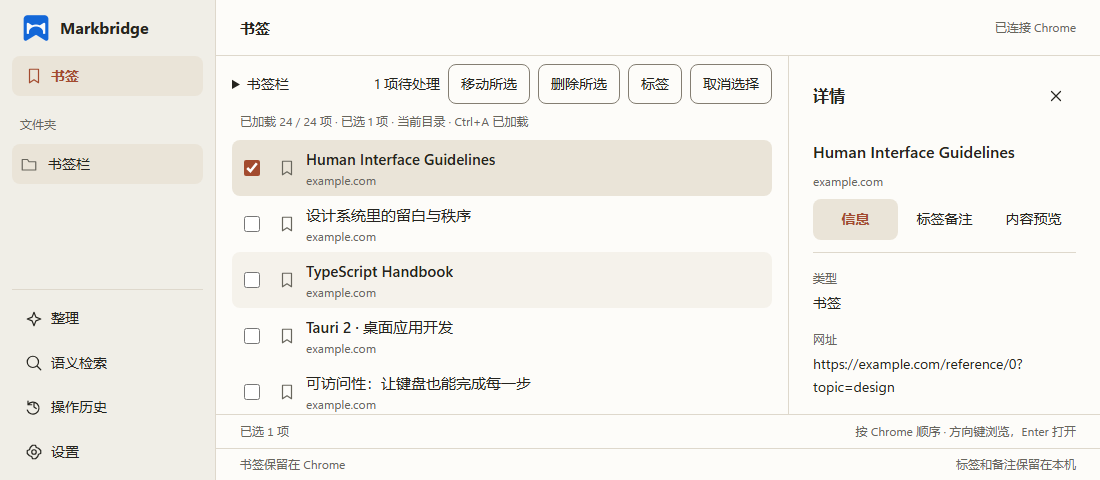 Markbridge
书签
文件夹
书签栏
整理
语义检索
操作历史
设置
书签
已连接 Chrome
书签栏
1 项待处理
移动所选
删除所选
标签
取消选择
已加载 24 / 24 项 · 已选 1 项 · 当前目录 · Ctrl+A 已加载
Human Interface Guidelines
example.com
设计系统里的留白与秩序
example.com
TypeScript Handbook
example.com
Tauri 2 · 桌面应用开发
example.com
可访问性：让键盘也能完成每一步
example.com
详情
Human Interface Guidelines
example.com
信息
标签备注
内容预览
类型
书签
网址
https://example.com/reference/0?
topic=design
已选 1 项
按 Chrome 顺序 · 方向键浏览，Enter 打开
书签保留在 Chrome
标签和备注保留在本机